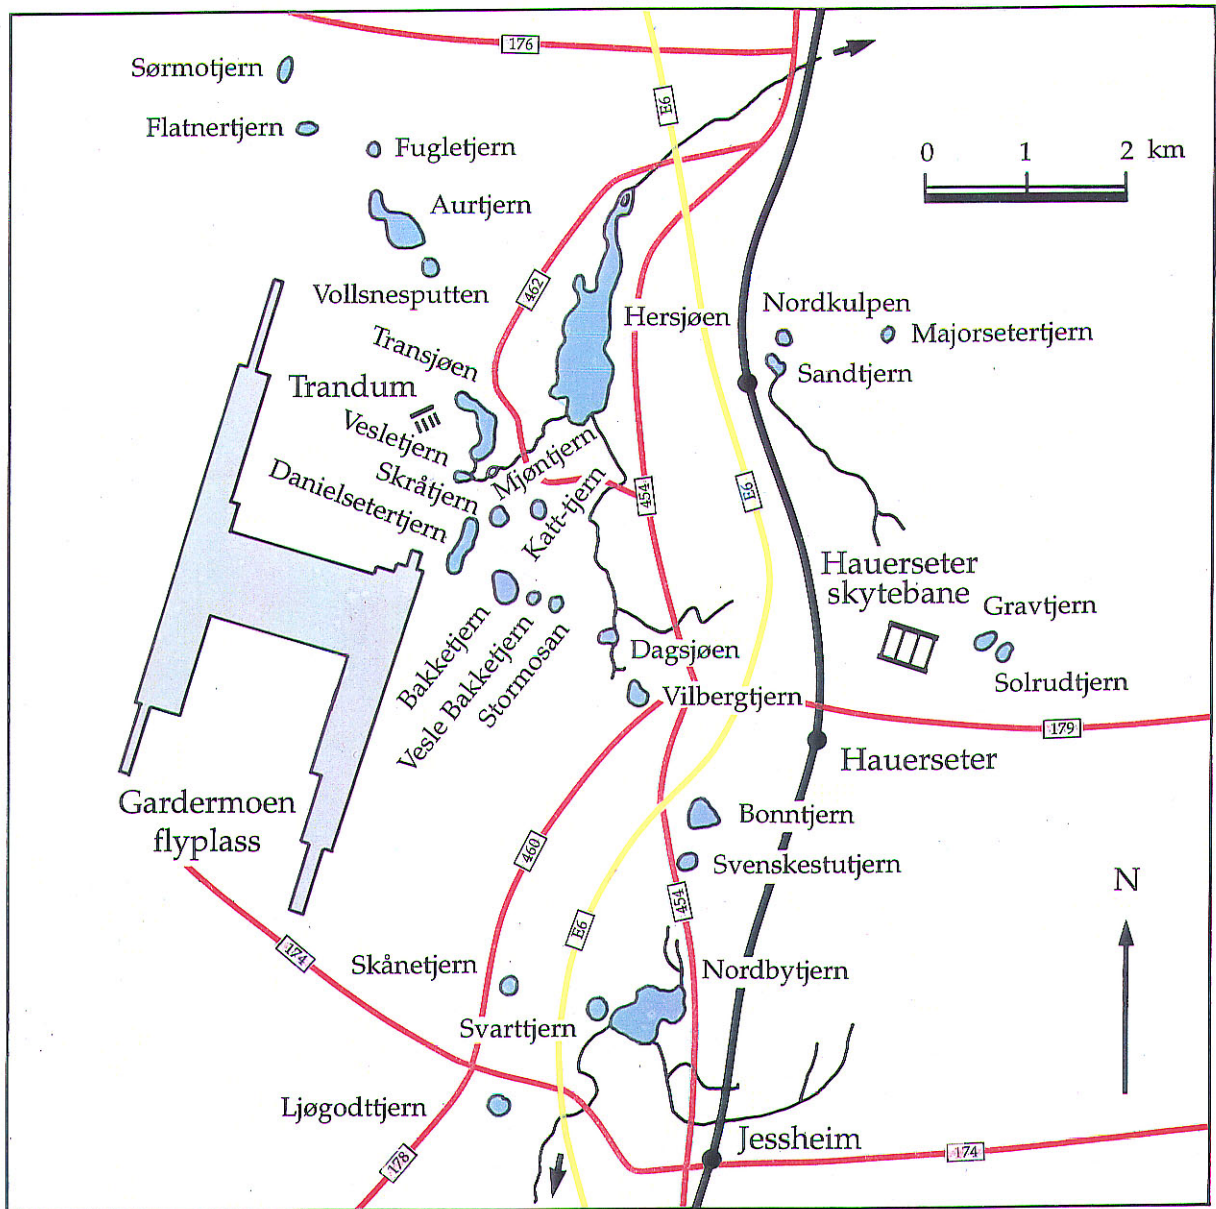 176
Sørmotjern
E6
Flatnertjern
Fugletjern
0 1 2 km
Aurtjern
Vollsnesputten
462
Hersjøen
Nordkulpen
Majorsetertjern
Transjøen
Sandtjern
Trandum
Vesletjern
Mjøntjern
Skråtjern
Danielsetertjern
Katt-tjern
454
E6
Hauerseter
skytebane
Gravtjern
Bakketjern
Vesle Bakketjern
Stormosan
Dagsjøen
Solrudtjern
Vilbergtjern
179
Hauerseter
Gardermoen
flyplass
Bonntjern
460
Svenskestutjern
N
454
E6
174
Skånetjern
Nordbytjern
Svarttjern
Ljøgodttjern
Jessheim
178
174